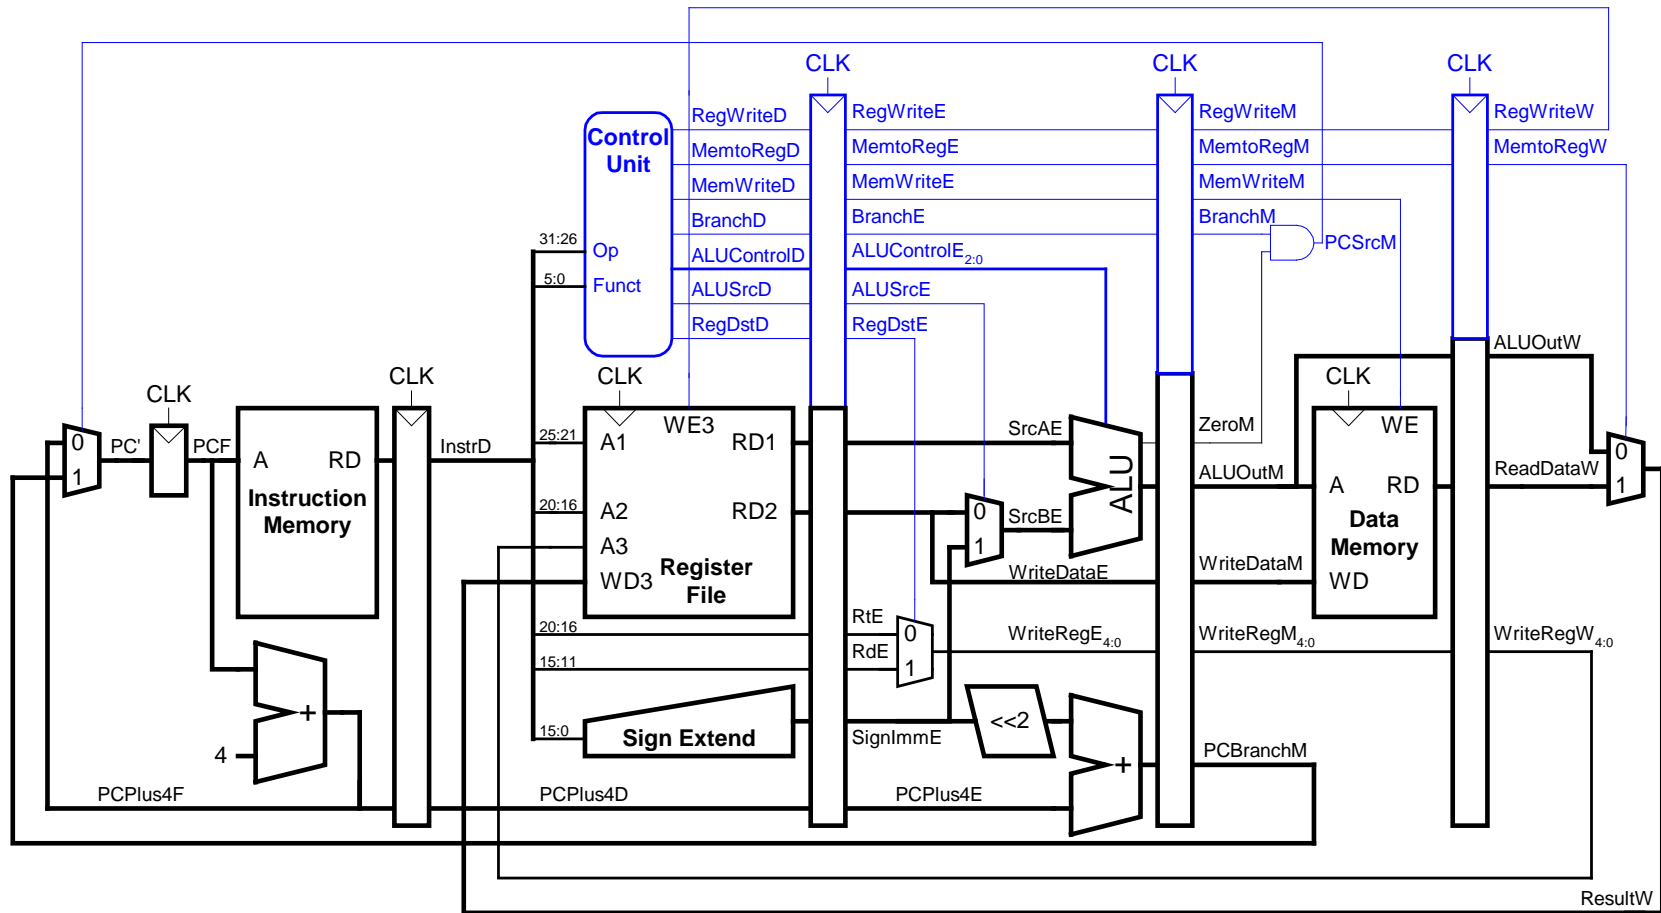 CLK CLK CLK
RegWriteD RegWriteE RegWriteM RegWriteW
Control
Unit
MemtoRegD MemtoRegE MemtoRegM MemtoRegW
MemWriteD MemWriteE MemWriteM
BranchD BranchE BranchM
31:26 Op ALUControlD ALUControlE2:0 PCSrcM
5:0 Funct ALUSrcD ALUSrcE
RegDstD RegDstE
ALUOutW
CLK CLK CLK CLK
0 PC' PCF 1
A RD
Instruction
Memory
InstrD
25:21 A1 WE3 RD1
20:16 A2 RD2
A3
WD3 Register
File
SrcAE
0 SrcBE
1
ALU
ZeroM
ALUOutM
WE
A RD
Data
Memory
WD
ReadDataW
0
1
WriteDataE WriteDataM
20:16 RtE 0 WriteRegE4:0 WriteRegM4:0 WriteRegW4:0
15:11 RdE 1
+
4
15:0 Sign Extend SignImmE <<2
+
PCBranchM
PCPlus4F PCPlus4D PCPlus4E
ResultW